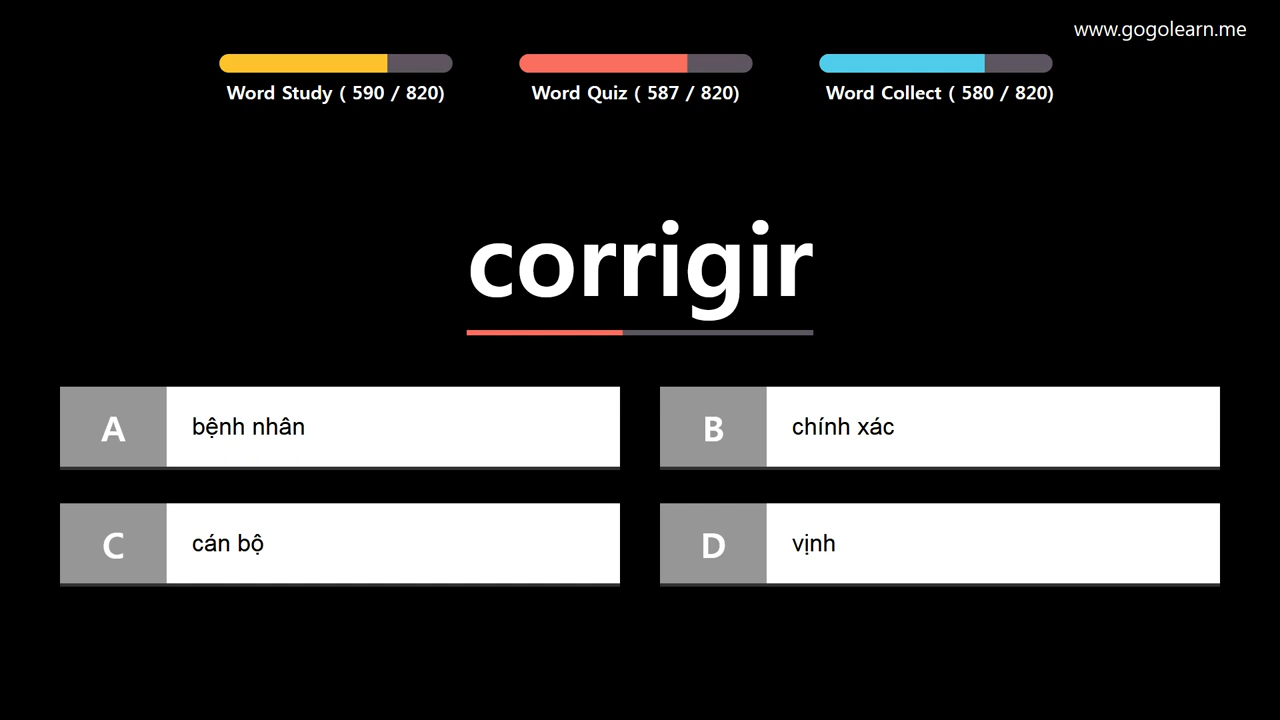 www.gogolearn.me
Word Study ( 590 / 820)
Word Quiz ( 587 / 820)
Word Collect ( 580 / 820)
corrigir
A bệnh nhân
B chính xác
C cán bộ
D vịnh